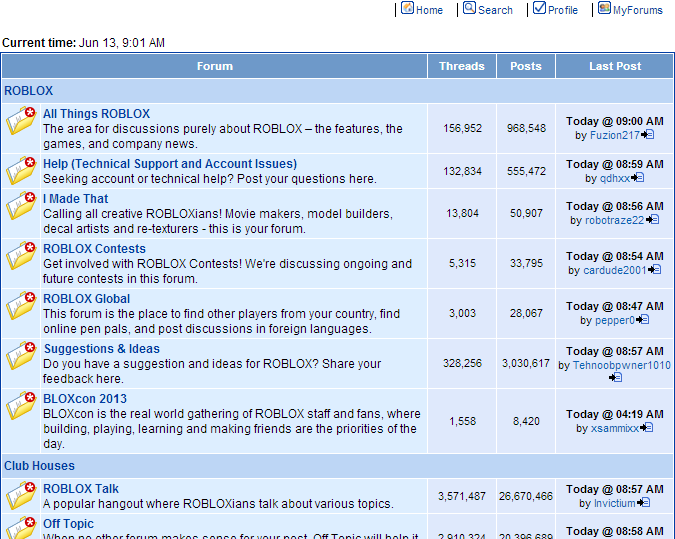 Home Search Profile MyForums
Current time: Jun 13, 9:01 AM
Forum Threads Posts Last Post
ROBLOX
All Things ROBLOX
The area for discussions purely about ROBLOX – the features, the
games, and company news.
156,952 968,548
Today @ 09:00 AM
by Fuzion217
Help (Technical Support and Account Issues)
Seeking account or technical help? Post your questions here.
132,834 555,472
Today @ 08:59 AM
by qdhxx
I Made That
Calling all creative ROBLOXians! Movie makers, model builders,
decal artists and re-texturers - this is your forum.
13,804 50,907
Today @ 08:56 AM
by robotraze22
ROBLOX Contests
Get involved with ROBLOX Contests! We're discussing ongoing and
future contests in this forum.
5,315 33,795
Today @ 08:54 AM
by cardude2001
ROBLOX Global
This forum is the place to find other players from your country, find
online pen pals, and post discussions in foreign languages.
3,003 28,067
Today @ 08:47 AM
by pepper0
Suggestions & Ideas
Do you have a suggestion and ideas for ROBLOX? Share your
feedback here.
328,256 3,030,617
Today @ 08:57 AM
by Tehnoobpwner1010
BLOXcon 2013
BLOXcon is the real world gathering of ROBLOX staff and fans, where
building, playing, learning and making friends are the priorities of the
day.
1,558 8,420
Today @ 04:19 AM
by xsammixx
Club Houses
ROBLOX Talk
A popular hangout where ROBLOXians talk about various topics.
3,571,487 26,670,466
Today @ 08:57 AM
by Invictium
Off Topic
When no other forum makes sense for your post, Off Topic will help it
2,910,324 20,396,689
Today @ 08:58 AM